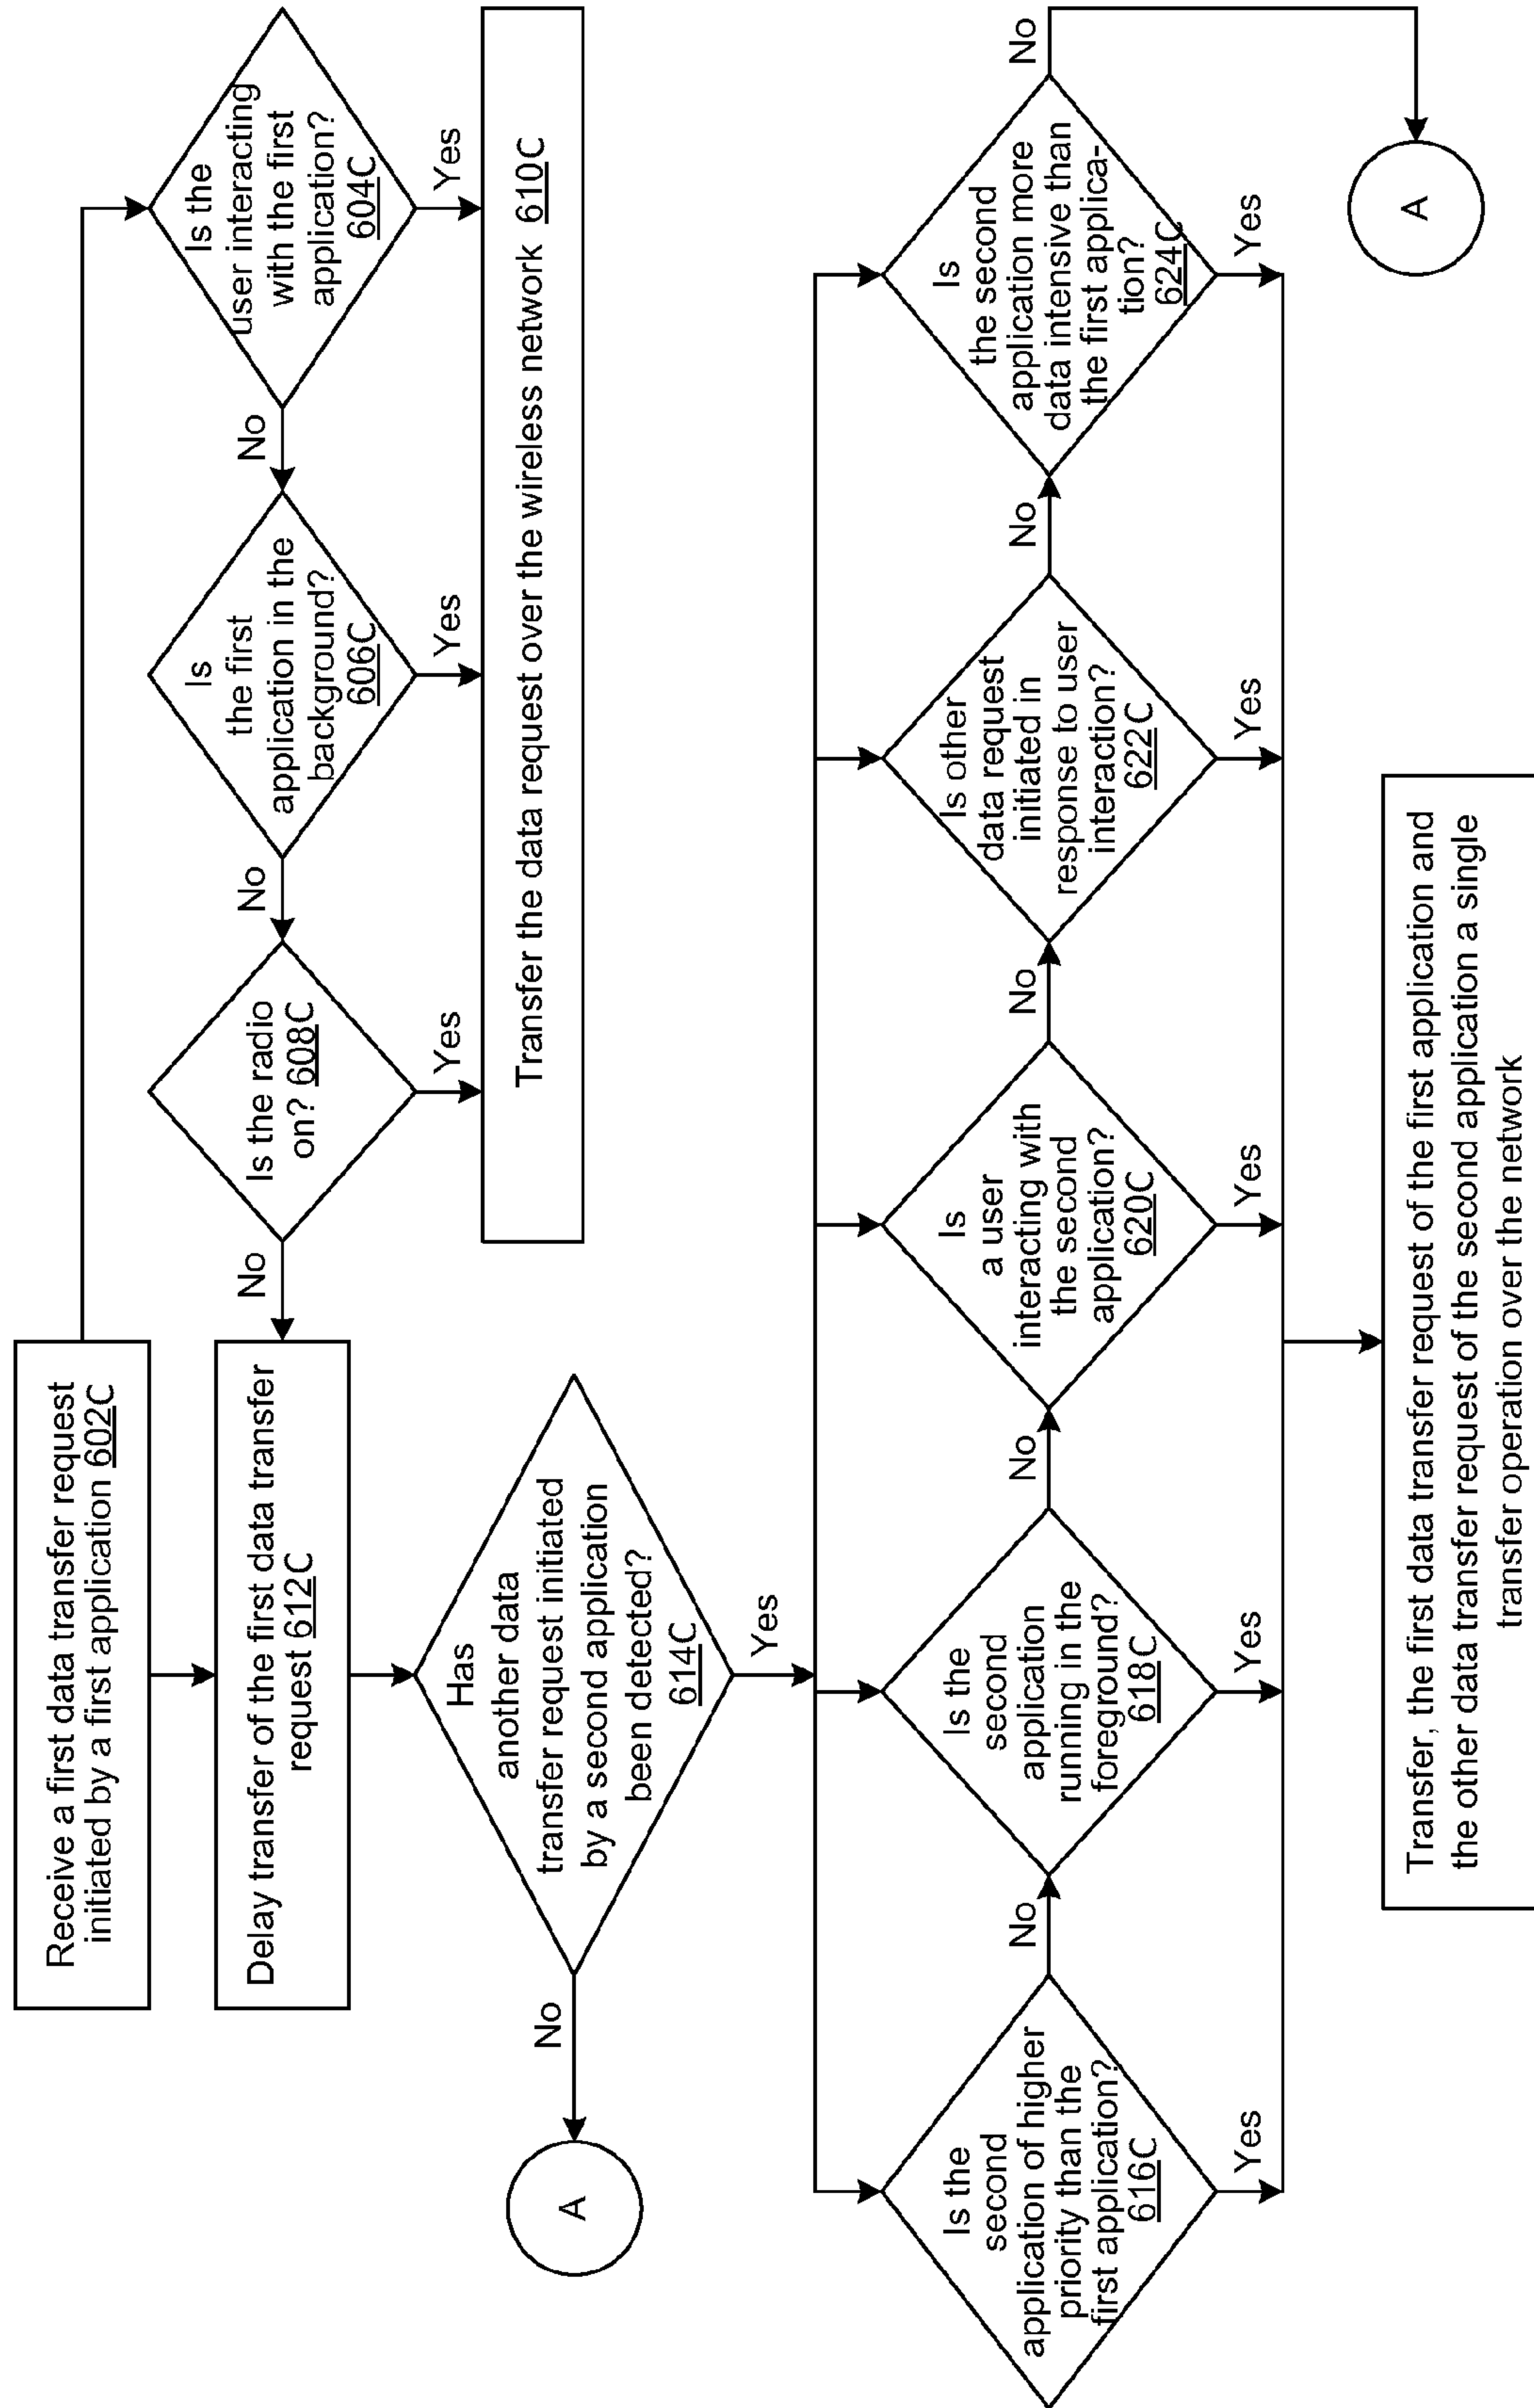 Receive a first data transfer request
initiated by a first application 602C
Delay transfer of the first data transfer
request 612C
Has
another data
transfer request initiated
by a second application
been detected?
614C
No
A
Yes
Is the radio
on? 608C
No
Yes
Is
the first
application in the
background?
606C
No
Yes
Is the
user interacting
with the first
application?
604C
No
Yes
Transfer the data request over the wireless network 610C
Is the
second
application of higher
priority than the
first application?
616C
No
Yes
Is the
second
application
running in the
foreground?
618C
No
Yes
Is
a user
interacting with
the second
application?
620C
No
Yes
Is other
data request
initiated in
response to user
interaction?
622C
No
Yes
Is
the second
application more
data intensive than
the first applica-
tion?
624C
No
Yes
A
Transfer, the first data transfer request of the first application and
the other data transfer request of the second application a single
transfer operation over the network